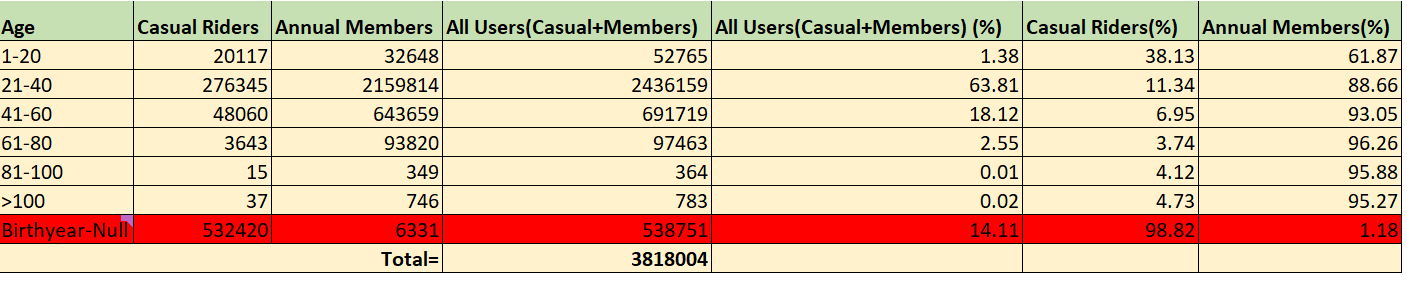 Age Casual Riders Annual Members All Users(Casual+Members) All Users(Casual+Members) (%) Casual Riders(%) Annual Members(%)
1-20 20117 32648 52765 1.38 38.13 61.87
21-40 276345 2159814 2436159 63.81 11.34 88.66
41-60 48060 643659 691719 18.12 6.95 93.05
61-80 3643 93820 97463 2.55 3.74 96.26
81-100 15 349 364 0.01 4.12 95.88
>100 37 746 783 0.02 4.73 95.27
Birthyear-Null 532420 6331 538751 14.11 98.82 1.18
Total= 3818004